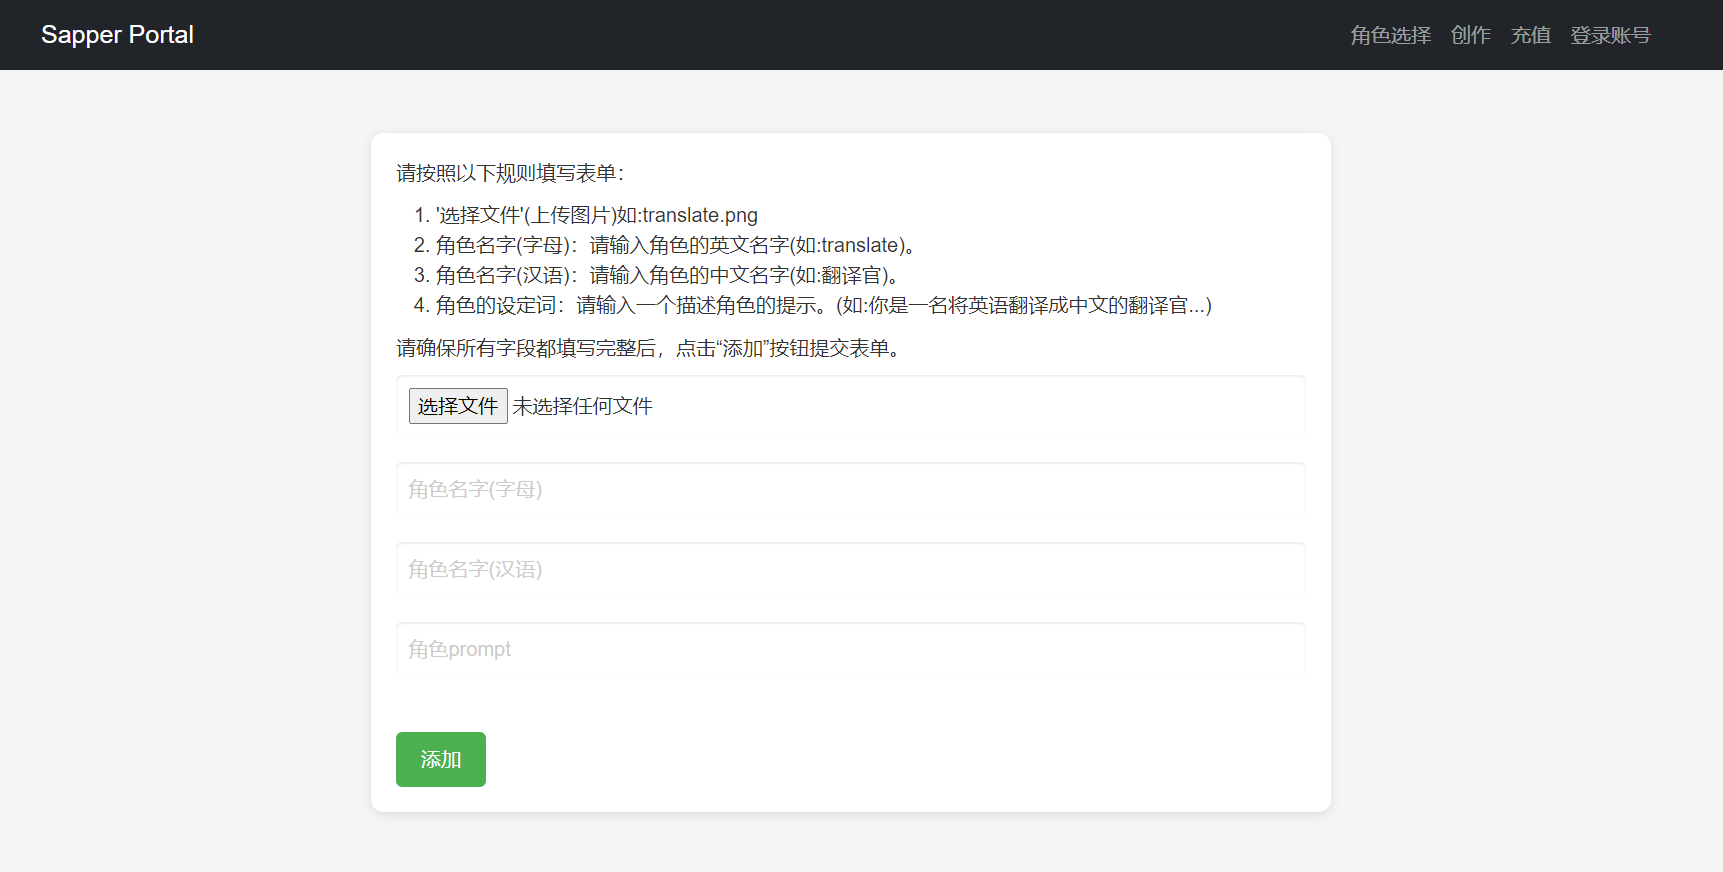 Sapper Portal
角色选择 创作 充值 登录账号
请按照以下规则填写表单：
1. '选择文件'(上传图片)如:translate.png
2. 角色名字(字母)：请输入角色的英文名字(如:translate)。
3. 角色名字(汉语)：请输入角色的中文名字(如:翻译官)。
4. 角色的设定词：请输入一个描述角色的提示。(如:你是一名将英语翻译成中文的翻译官...)
请确保所有字段都填写完整后，点击“添加”按钮提交表单。
选择文件 未选择任何文件
角色名字(字母)
角色名字(汉语)
角色prompt
添加